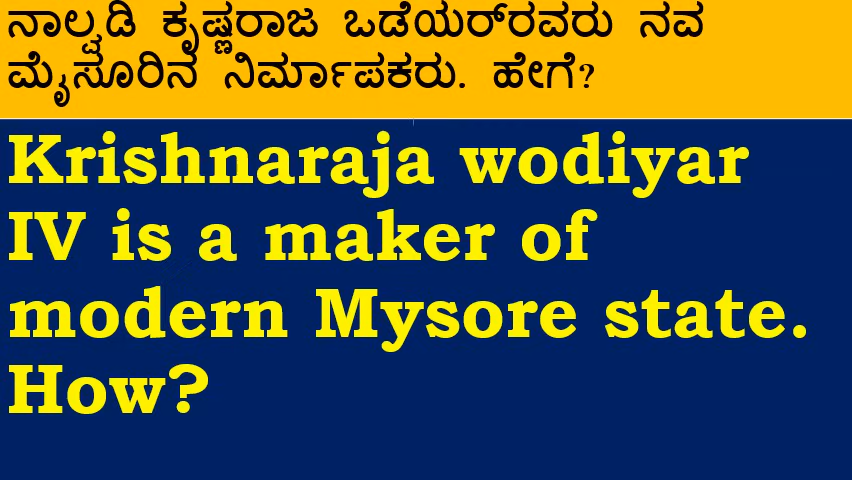 ನಾಲ್ವಡಿ ಕೃಷ್ಣರಾಜ ಒಡೆಯರ್‌ರವರು ನವ
ಮೈಸೂರಿನ ನಿರ್ಮಾಪಕರು. ಹೇಗೆ?
Krishnaraja wodiyar
IV is a maker of
modern Mysore state.
How?